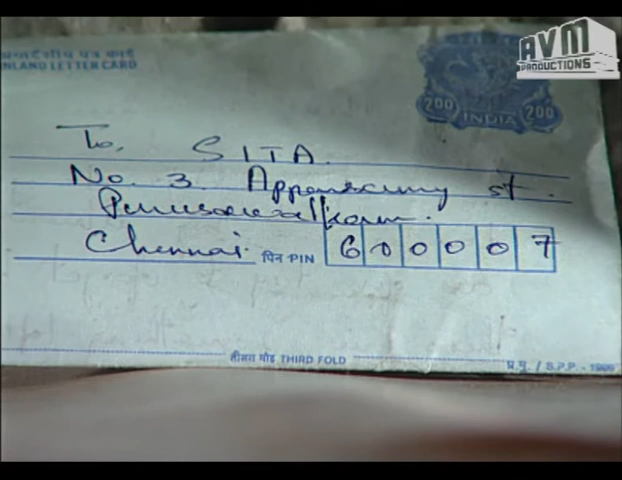 अन्तर्देशीय पत्र कार्ड
INLAND LETTER CARD
AVM
PRODUCTIONS
200 INDIA 200
To,
SITA
No. 3. st.
Chennai. पिन PIN 600007
तीसरा मोड़ THIRD FOLD
प्र.मु. / S.P.P. - 1999